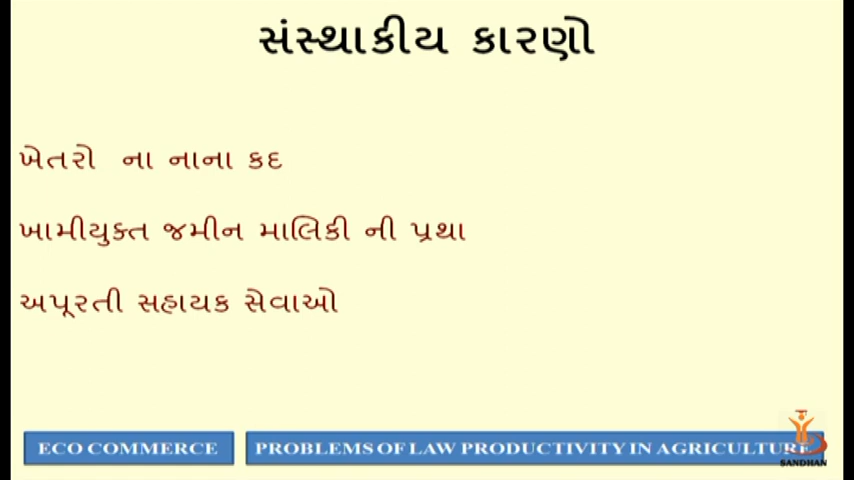 સંસ્થાકીય કારણો
ખેતરો ના નાના કદ
ખામીયુક્ત જમીન માલિકી ની પ્રથા
અપૂરતી સહાયક સેવાઓ
ECO COMMERCE
PROBLEMS OF LAW PRODUCTIVITY IN AGRICULTURE
SANDHAN